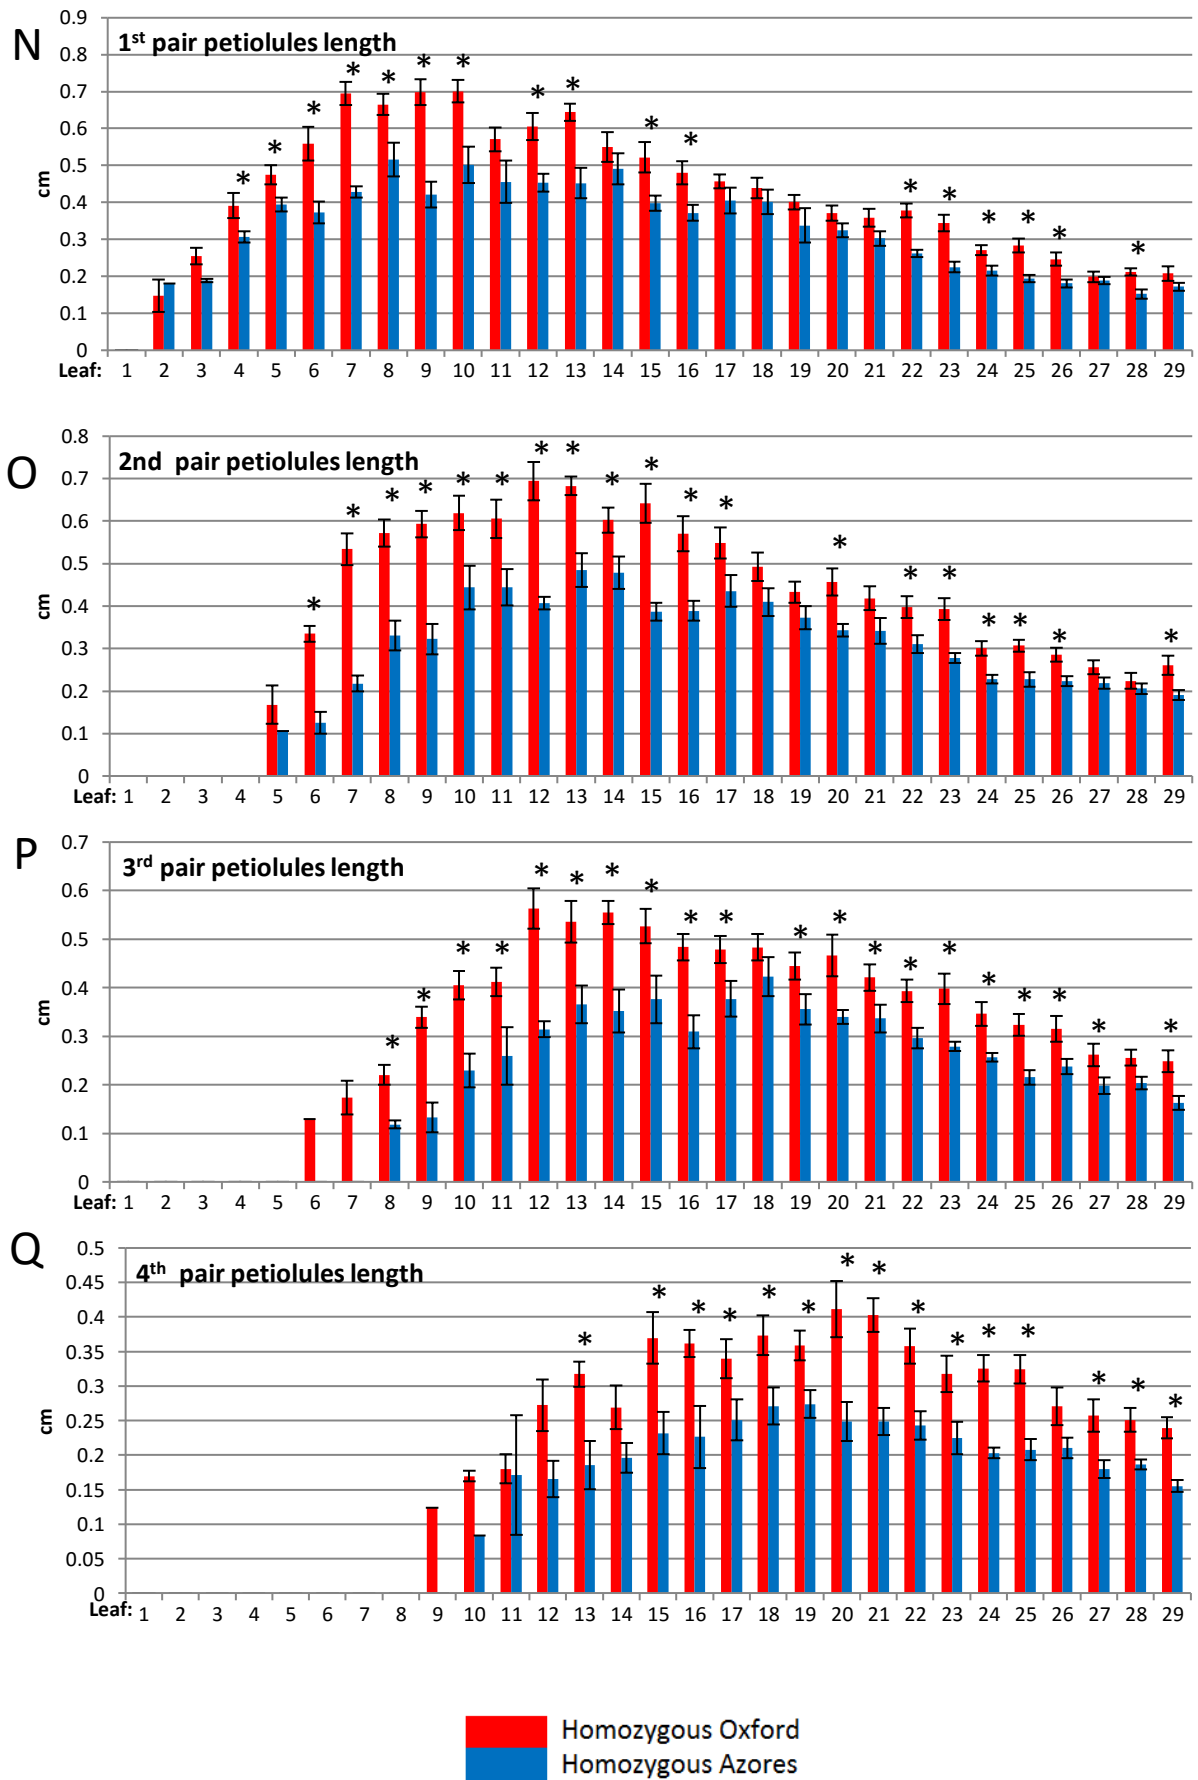 N
1st pair petiolules length
0.9
0.8
0.7
0.6
0.5
0.4
0.3
0.2
0.1
0
cm
* * * * * * * * * * * * * * * * * *
Leaf: 1 2 3 4 5 6 7 8 9 10 11 12 13 14 15 16 17 18 19 20 21 22 23 24 25 26 27 28 29
O
2nd pair petiolules length
0.8
0.7
0.6
0.5
0.4
0.3
0.2
0.1
0
cm
* * * * * * * * * * * * * * * * * * *
Leaf: 1 2 3 4 5 6 7 8 9 10 11 12 13 14 15 16 17 18 19 20 21 22 23 24 25 26 27 28 29
P
3rd pair petiolules length
0.7
0.6
0.5
0.4
0.3
0.2
0.1
0
cm
* * * * * * * * * * * * * * * * * * * *
Leaf: 1 2 3 4 5 6 7 8 9 10 11 12 13 14 15 16 17 18 19 20 21 22 23 24 25 26 27 28 29
Q
4th pair petiolules length
0.5
0.45
0.4
0.35
0.3
0.25
0.2
0.15
0.1
0.05
0
cm
* * * * * * * * * * * * * * *
Leaf: 1 2 3 4 5 6 7 8 9 10 11 12 13 14 15 16 17 18 19 20 21 22 23 24 25 26 27 28 29
Homozygous Oxford
Homozygous Azores